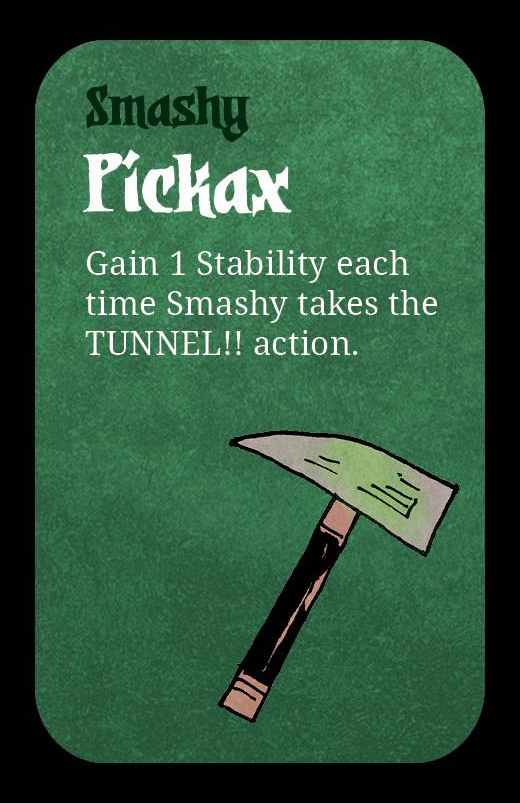 Smashy
Pickax
Gain 1 Stability each
time Smashy takes the
TUNNEL!! action.